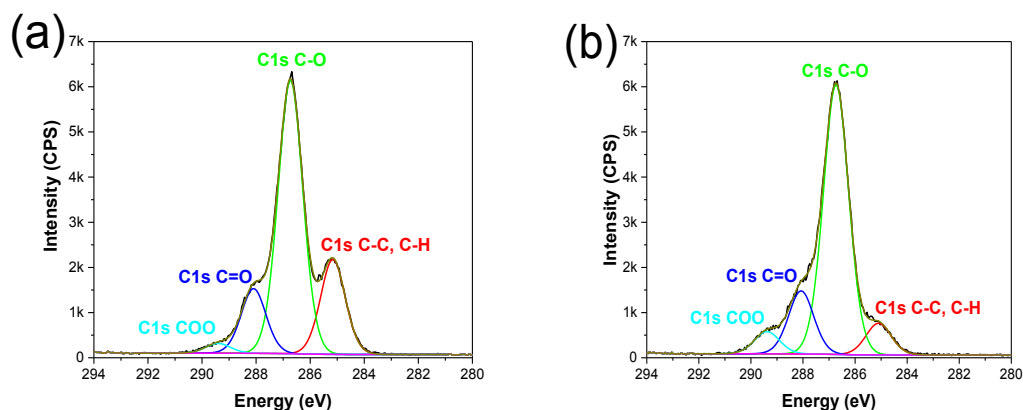 (a)
7k
6k
5k
4k
3k
2k
1k
0
294 292 290 288 286 284 282 280
Intensity (CPS)
Energy (eV)
C1s C-O
C1s C-C, C-H
C1s C=O
C1s COO
(b)
7k
6k
5k
4k
3k
2k
1k
0
294 292 290 288 286 284 282 280
Intensity (CPS)
Energy (eV)
C1s C-O
C1s C=O
C1s COO
C1s C-C, C-H